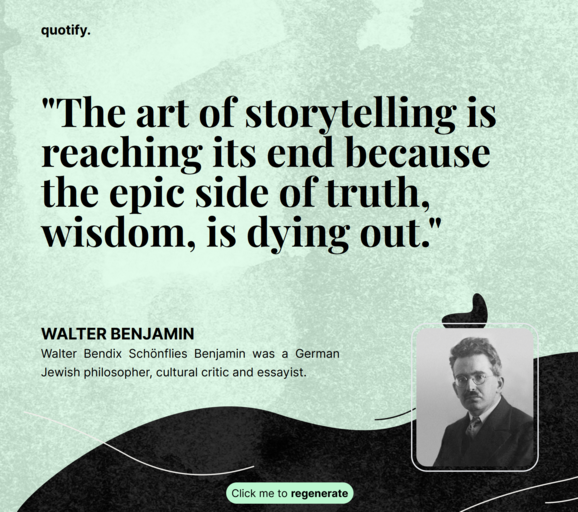 quotify.
"The art of storytelling is
reaching its end because
the epic side of truth,
wisdom, is dying out."
WALTER BENJAMIN
Walter Bendix Schönflies Benjamin was a German
Jewish philosopher, cultural critic and essayist.
Click me to regenerate